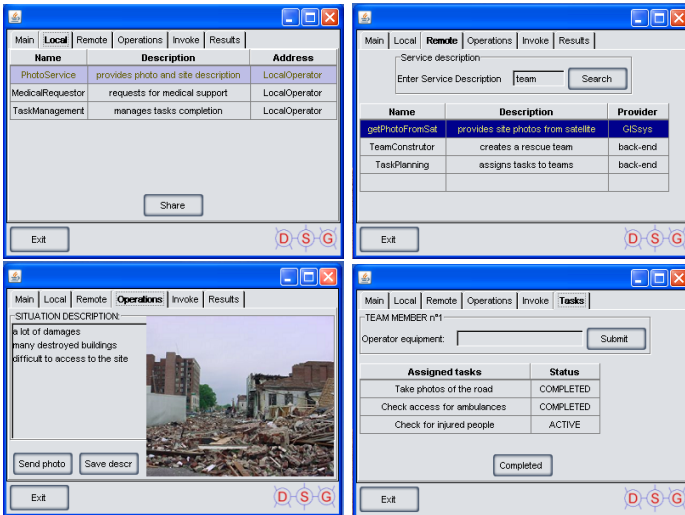 Main Local Remote Operations Invoke Results
Name Description Address
PhotoService provides photo and site description LocalOperator
MedicalRequestor requests for medical support LocalOperator
TaskManagement manages tasks completion LocalOperator
Share
Exit
D S G
Main Local Remote Operations Invoke Results
Service description
Enter Service Description team Search
Name Description Provider
getPhotoFromSat provides site photos from satellite GISsys
TeamConstrutor creates a rescue team back-end
TaskPlanning assigns tasks to teams back-end
Exit
D S G
Main Local Remote Operations Invoke Results
SITUATION DESCRIPTION:
a lot of damages
many destroyed buildings
difficult to access to the site
Send photo Save descr
Exit
D S G
Main Local Remote Operations Invoke Tasks
TEAM MEMBER n°1
Operator equipment: Submit
Assigned tasks Status
Take photos of the road COMPLETED
Check access for ambulances COMPLETED
Check for injured people ACTIVE
Completed
Exit
D S G